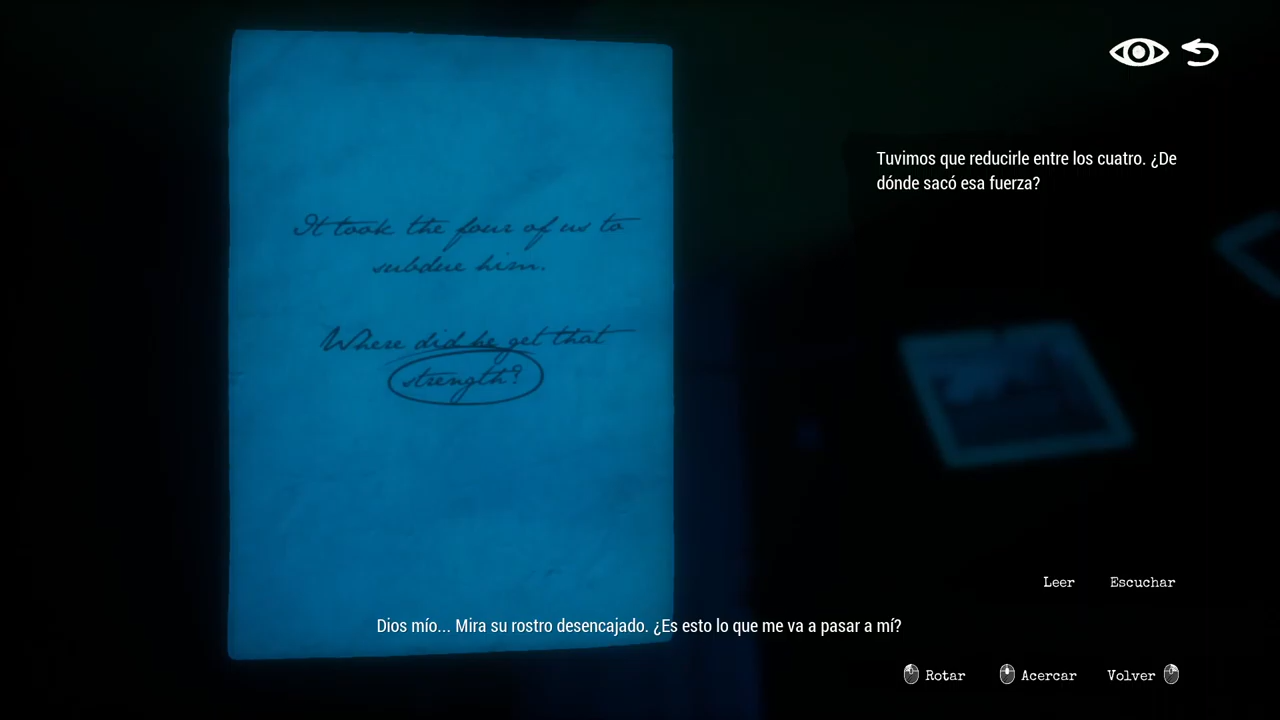 It took the four of us to
subdue him.
Where did he get that
strength?
Tuvimos que reducirle entre los cuatro. ¿De
dónde sacó esa fuerza?
Leer Escuchar
Dios mío... Mira su rostro desencajado. ¿Es esto lo que me va a pasar a mí?
Rotar Acercar Volver